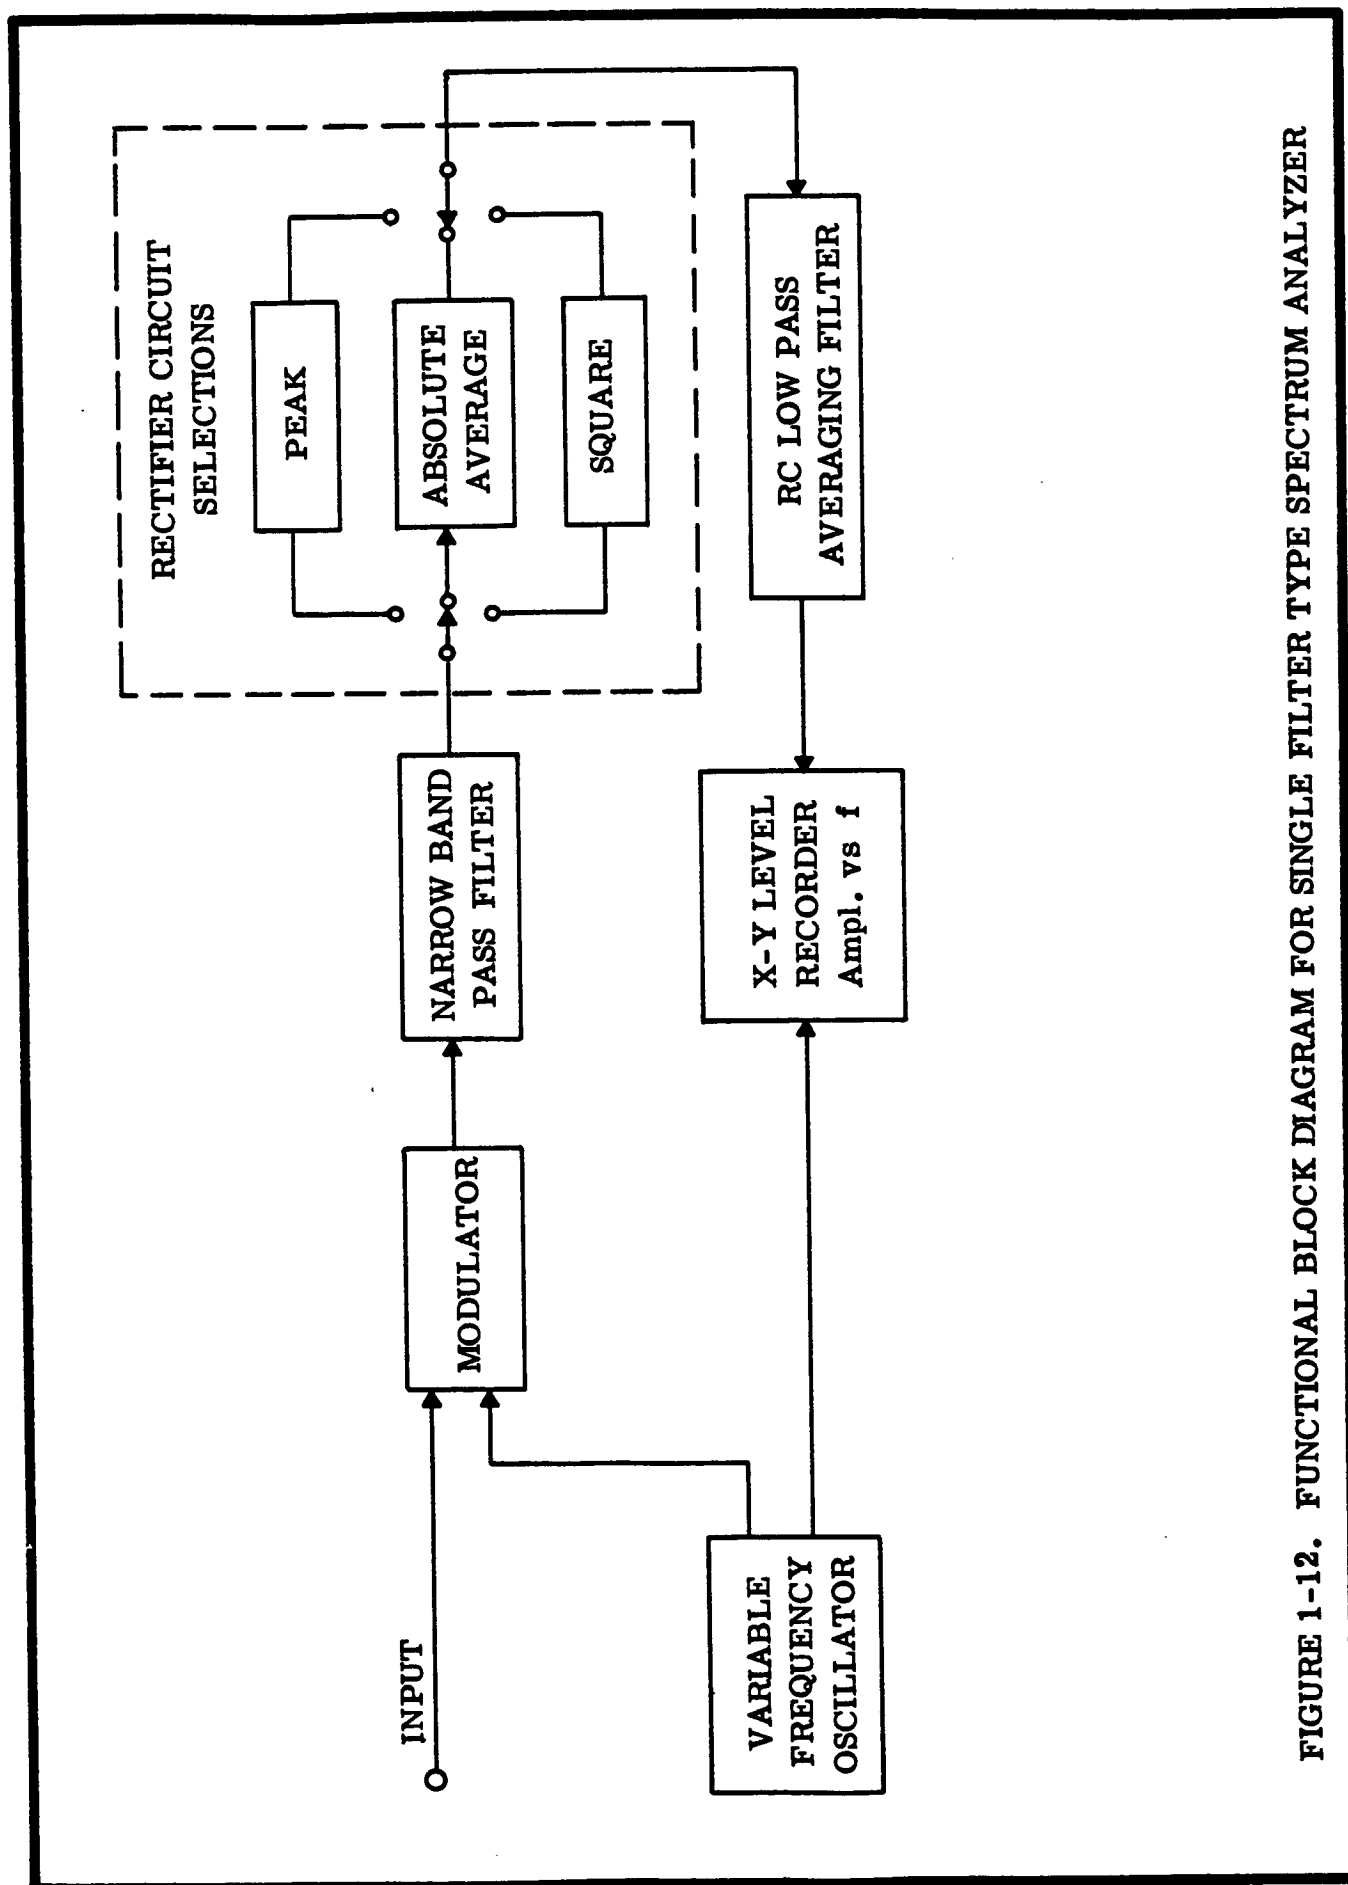 RECTIFIER CIRCUIT
SELECTIONS
PEAK
ABSOLUTE
AVERAGE
SQUARE
INPUT
MODULATOR
NARROW BAND
PASS FILTER
VARIABLE
FREQUENCY
OSCILLATOR
X-Y LEVEL
RECORDER
Ampl. vs f
RC LOW PASS
AVERAGING FILTER
FIGURE 1-12. FUNCTIONAL BLOCK DIAGRAM FOR SINGLE FILTER TYPE SPECTRUM ANALYZER